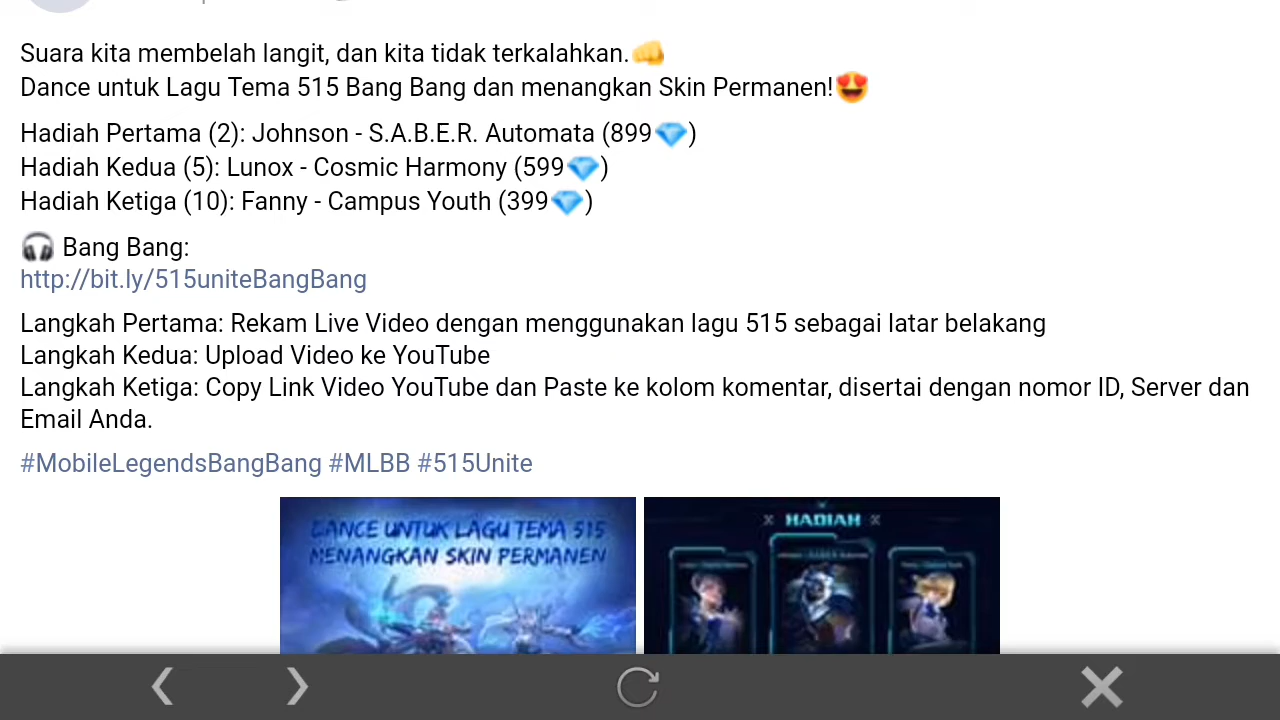 Suara kita membelah langit, dan kita tidak terkalahkan.👊
Dance untuk Lagu Tema 515 Bang Bang dan menangkan Skin Permanen!😍
Hadiah Pertama (2): Johnson - S.A.B.E.R. Automata (899💎)
Hadiah Kedua (5): Lunox - Cosmic Harmony (599💎)
Hadiah Ketiga (10): Fanny - Campus Youth (399💎)
🎧 Bang Bang:
http://bit.ly/515uniteBangBang
Langkah Pertama: Rekam Live Video dengan menggunakan lagu 515 sebagai latar belakang
Langkah Kedua: Upload Video ke YouTube
Langkah Ketiga: Copy Link Video YouTube dan Paste ke kolom komentar, disertai dengan nomor ID, Server dan
Email Anda.
#MobileLegendsBangBang #MLBB #515Unite
DANCE UNTUK LAGU TEMA 515
MENANGKAN SKIN PERMANEN
HADIAH